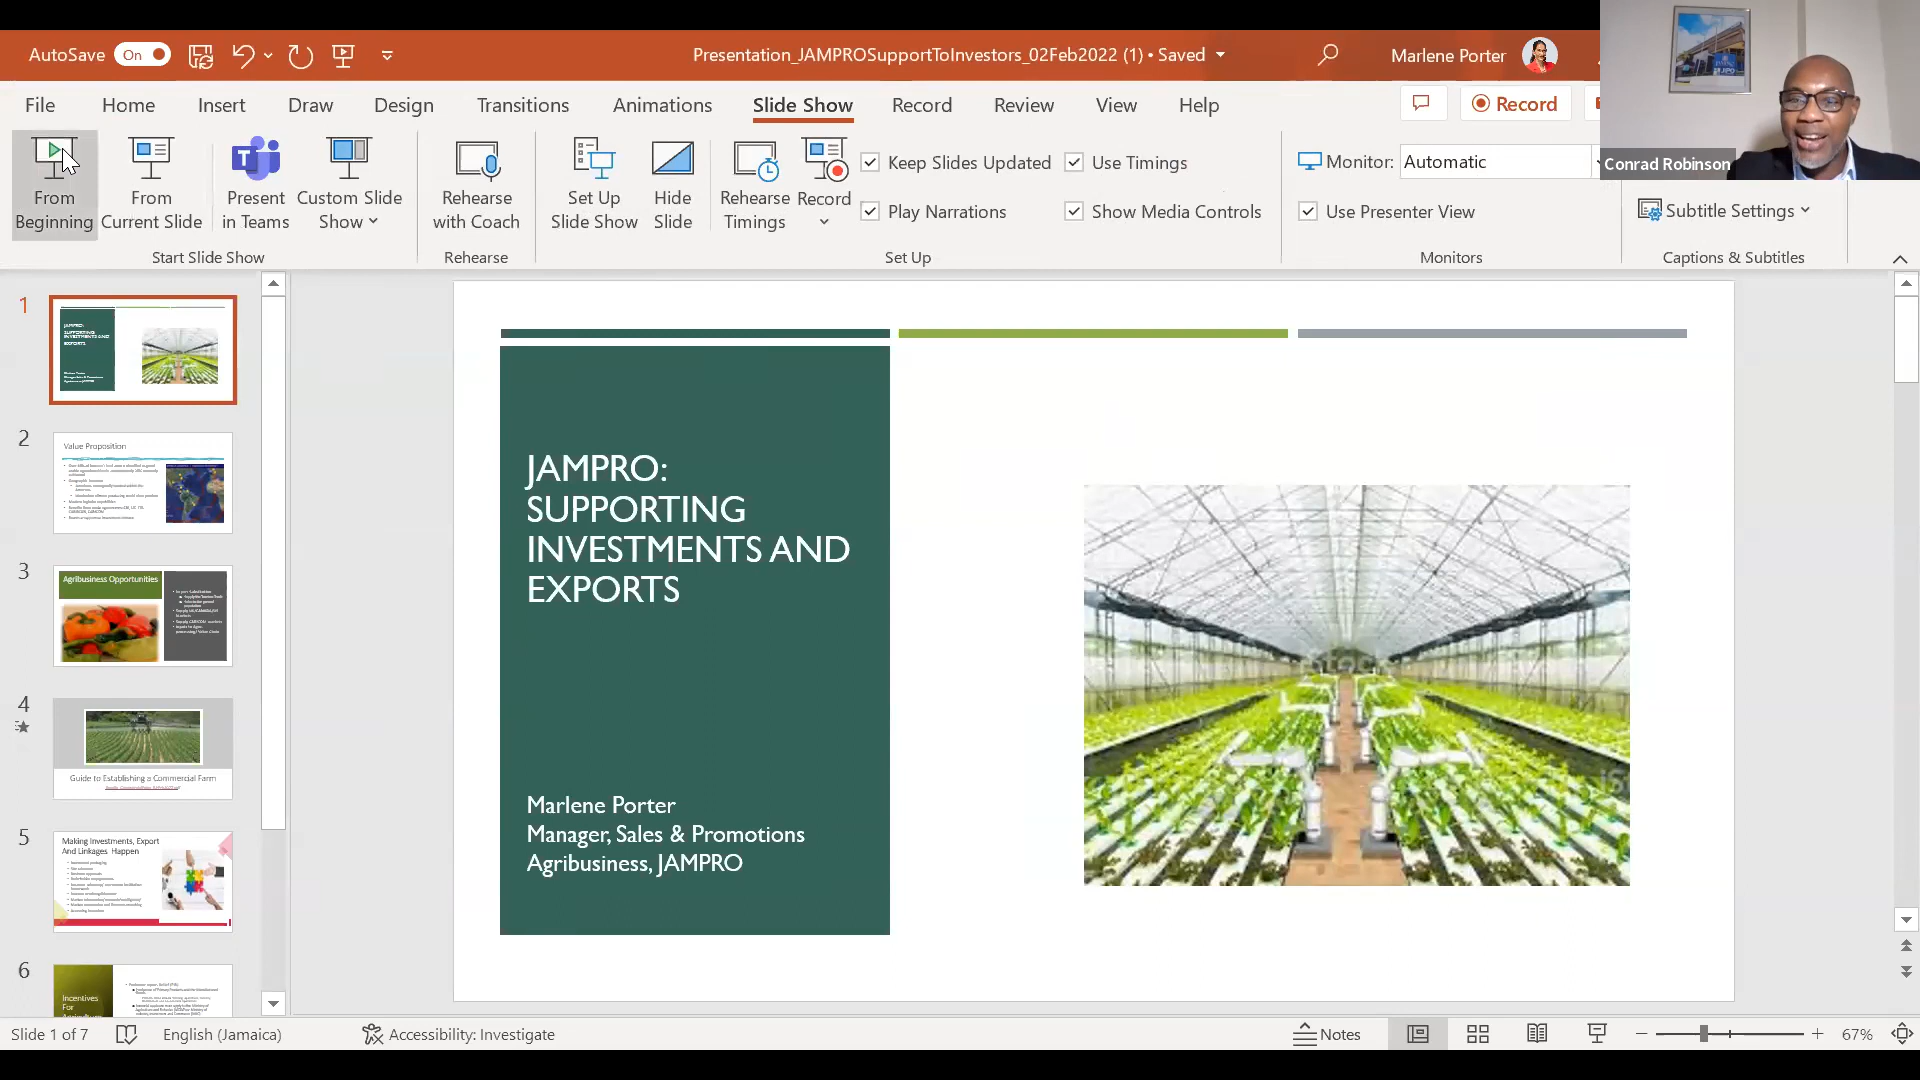 AutoSave On
Presentation_JAMPROSupportToInvestors_02Feb2022 (1) • Saved
Marlene Porter
File Home Insert Draw Design Transitions Animations Slide Show Record Review View Help
Record
From Beginning
From Current Slide
Present in Teams
Custom Slide Show
Start Slide Show
Rehearse with Coach
Rehearse
Set Up Slide Show
Hide Slide
Rehearse Timings
Record
Keep Slides Updated
Use Timings
Play Narrations
Show Media Controls
Set Up
Monitor: Automatic
Use Presenter View
Monitors
Subtitle Settings
Captions & Subtitles
Conrad Robinson
1
JAMPRO:
SUPPORTING
INVESTMENTS AND
EXPORTS
2
Value Proposition
3
Agribusiness Opportunities
4
Guide to Establishing a Commercial Farm
5
Making Investments, Export
And Linkages Happen
6
Incentives
For
JAMPRO:
SUPPORTING
INVESTMENTS AND
EXPORTS
Marlene Porter
Manager, Sales & Promotions
Agribusiness, JAMPRO
Slide 1 of 7
English (Jamaica)
Accessibility: Investigate
Notes
67%